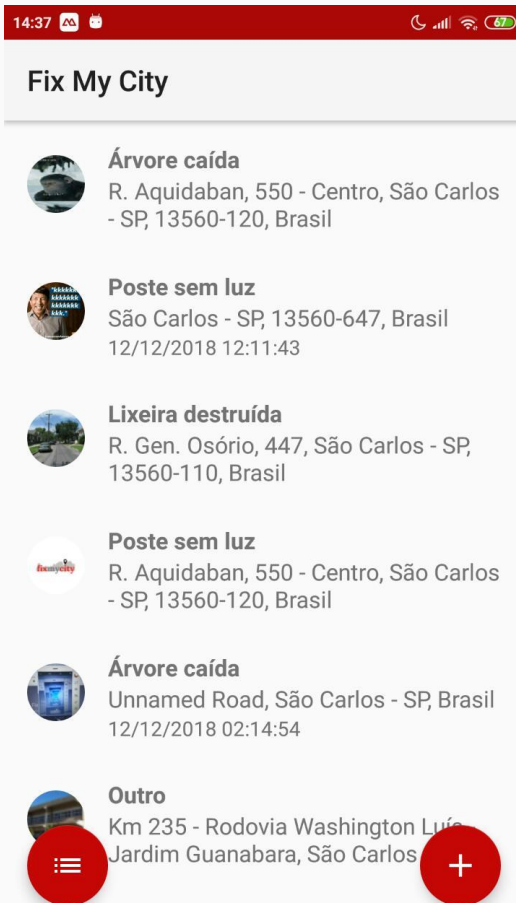 14:37
67
Fix My City
Árvore caída
R. Aquidaban, 550 - Centro, São Carlos
- SP, 13560-120, Brasil
Poste sem luz
São Carlos - SP, 13560-647, Brasil
12/12/2018 12:11:43
Lixeira destruída
R. Gen. Osório, 447, São Carlos - SP,
13560-110, Brasil
fixmycity
Poste sem luz
R. Aquidaban, 550 - Centro, São Carlos
- SP, 13560-120, Brasil
Árvore caída
Unnamed Road, São Carlos - SP, Brasil
12/12/2018 02:14:54
Outro
Km 235 - Rodovia Washington Luís
Jardim Guanabara, São Carlos